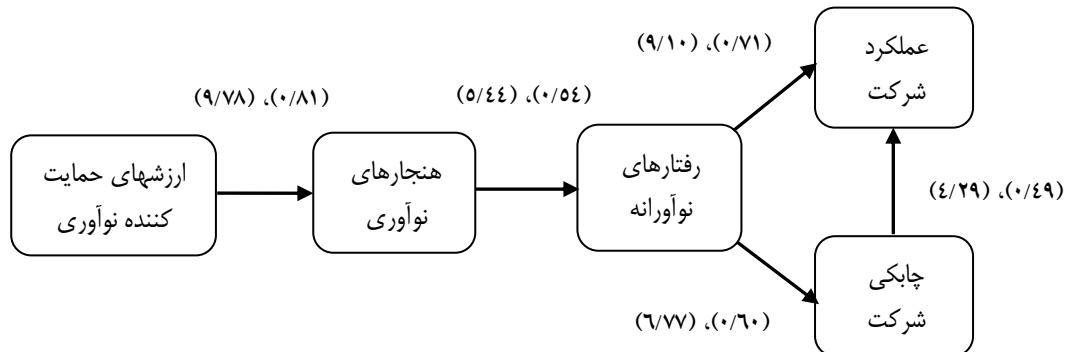 عملکرد
شرکت
(۰/۷۱)، (۹/۱۰)
(۰/۵٤)، (۵/٤٤)
(۰/۸۱)، (۹/۷۸)
ارزشهای حمایت
کننده نوآوری
هنجارهای
نوآوری
رفتارهای
نوآورانه
(۰/٤۹)، (٤/۲۹)
چابکی
شرکت
(۰/٦۰)، (٦/۷۷)